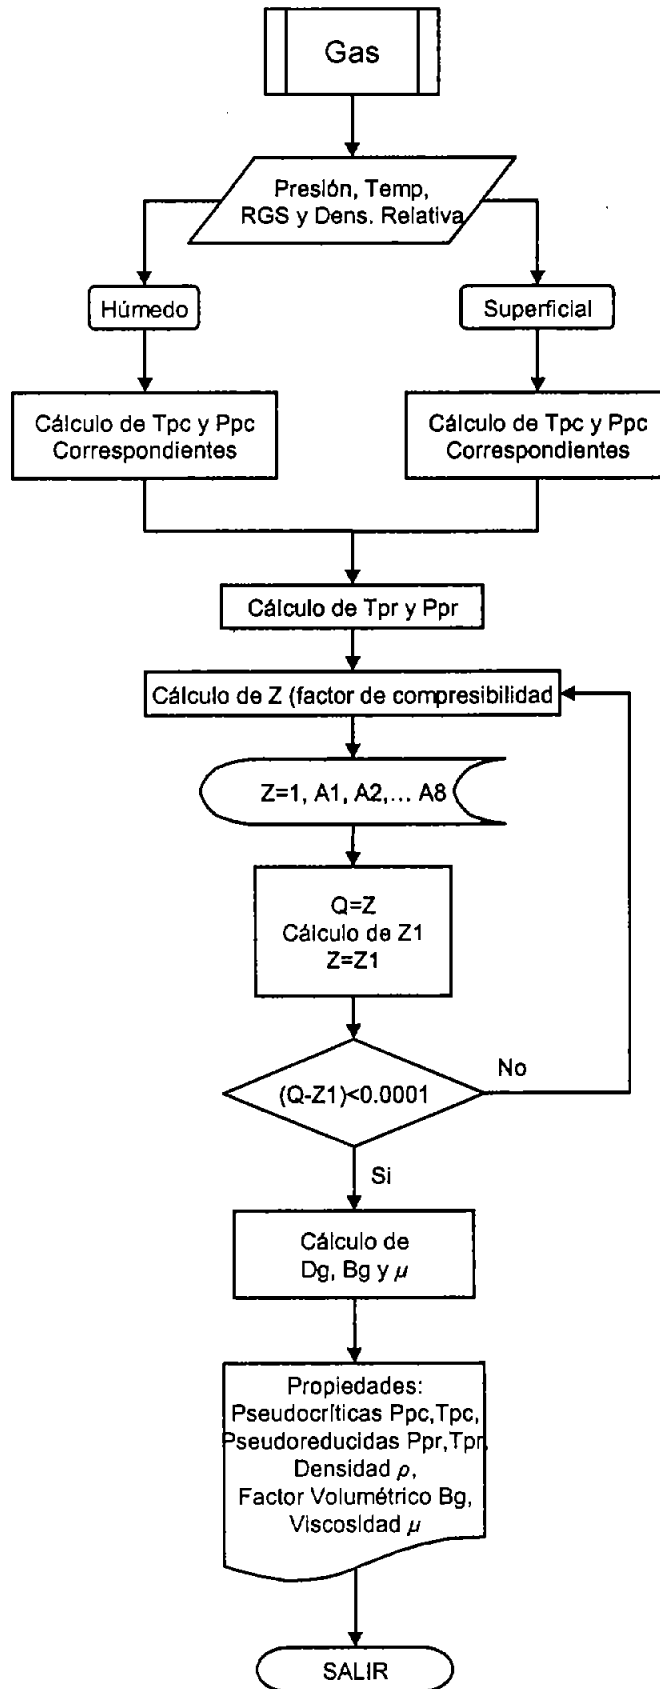 Gas
Presión, Temp,
RGS y Dens. Relativa
Húmedo
Superficial
Cálculo de Tpc y Ppc
Correspondientes
Cálculo de Tpc y Ppc
Correspondientes
Cálculo de Tpr y Ppr
Cálculo de Z (factor de compresibilidad
Z=1, A1, A2,... A8
Q=Z
Cálculo de Z1
Z=Z1
(Q-Z1)<0.0001
No
Si
Cálculo de
Dg, Bg y μ
Propiedades:
Pseudocríticas Ppc,Tpc,
Pseudoreducidas Ppr,Tpr,
Densidad ρ,
Factor Volumétrico Bg,
Viscosidad μ
SALIR